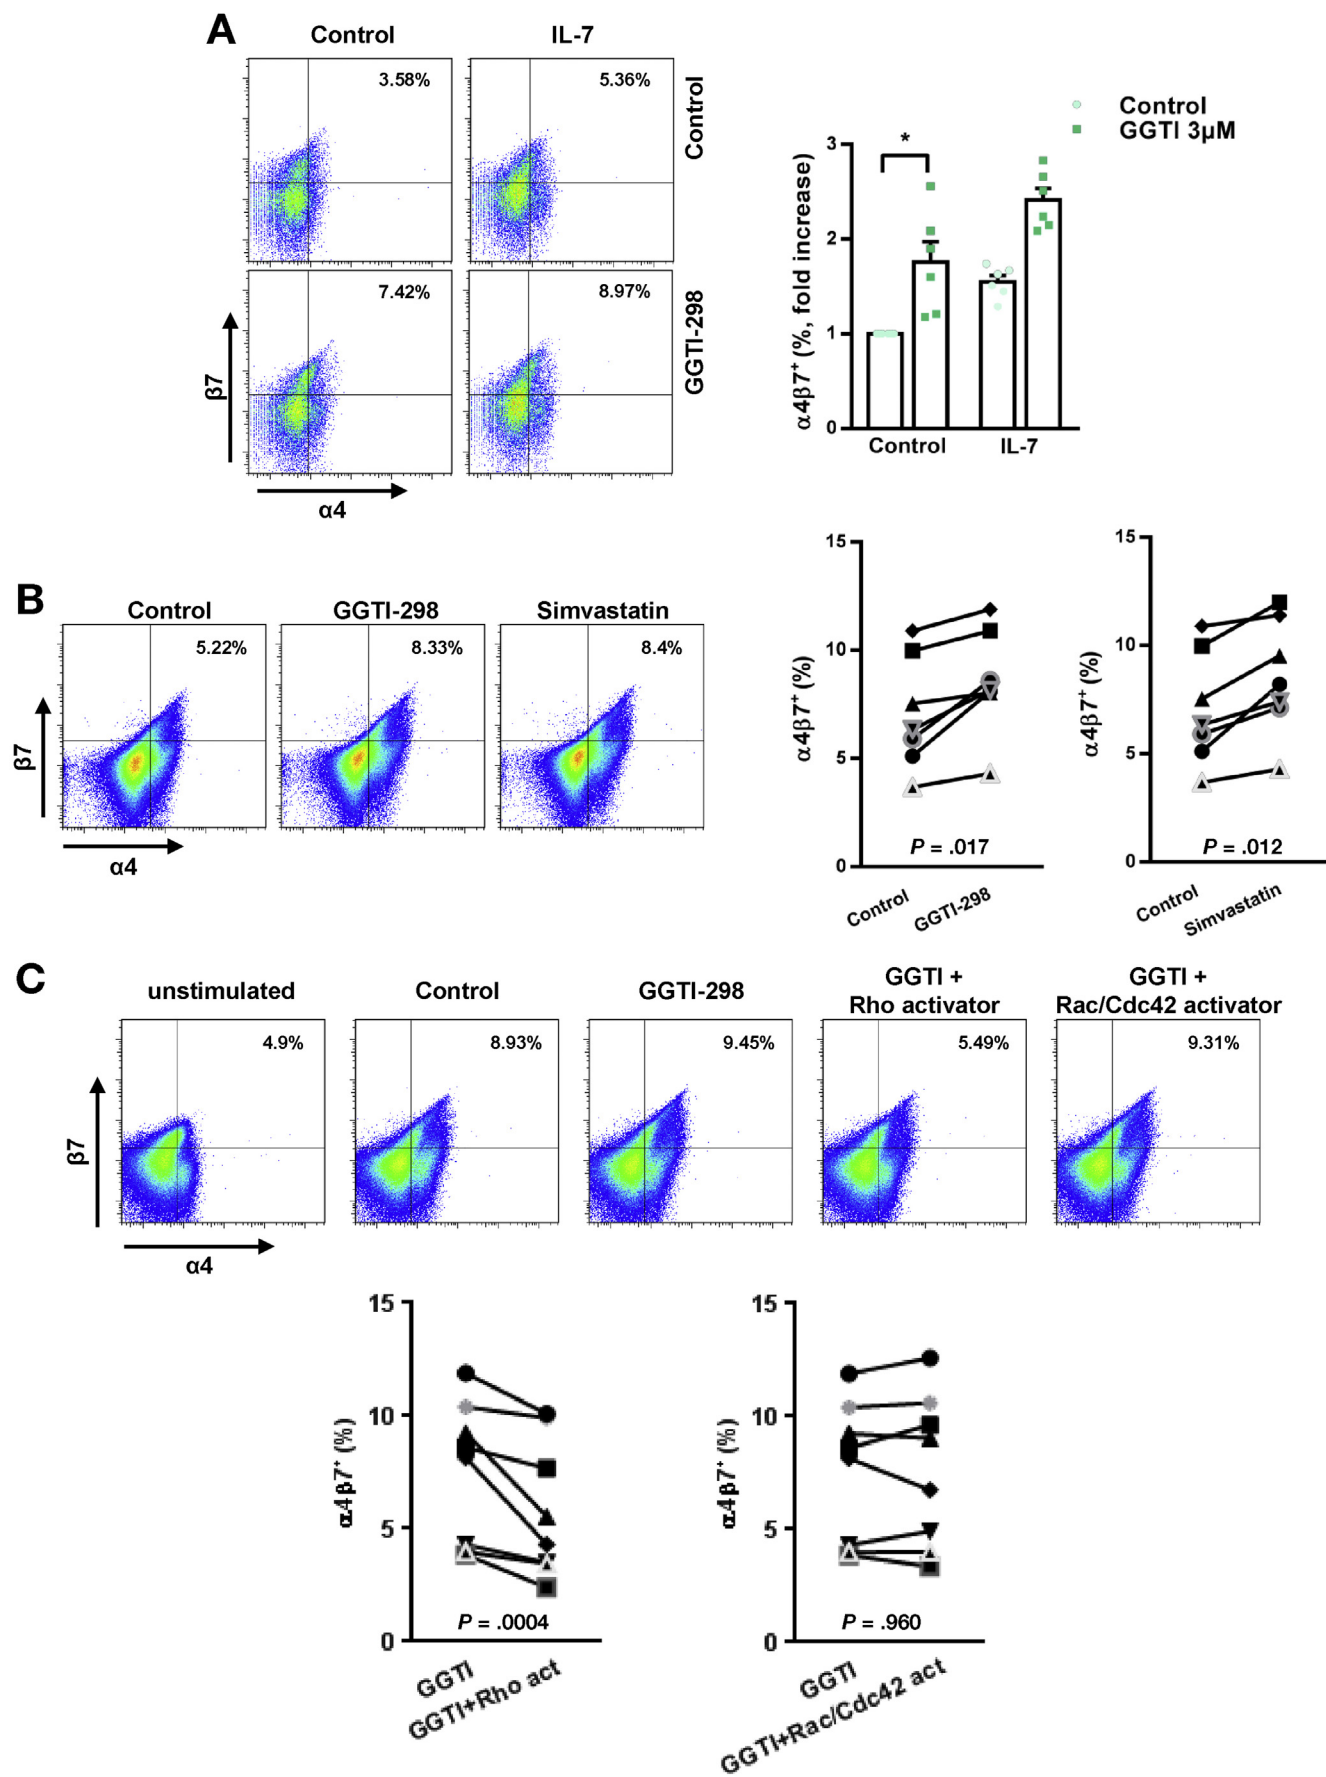 A
Control
IL-7
3.58%
5.36%
Control
7.42%
8.97%
GGTI-298
β7
α4
Control
GGTI 3µM
*
α4β7⁺ (%, fold increase)
3
2
1
0
Control
IL-7
B
Control
GGTI-298
Simvastatin
5.22%
8.33%
8.4%
β7
α4
α4β7⁺ (%)
15
10
5
0
P = .017
Control
GGTI-298
α4β7⁺ (%)
15
10
5
0
P = .012
Control
Simvastatin
C
unstimulated
Control
GGTI-298
GGTI +
Rho activator
GGTI +
Rac/Cdc42 activator
4.9%
8.93%
9.45%
5.49%
9.31%
β7
α4
α4β7⁺ (%)
15
10
5
0
P = .0004
GGTI
GGTI+Rho act
α4β7⁺ (%)
15
10
5
0
P = .960
GGTI
GGTI+Rac/Cdc42 act